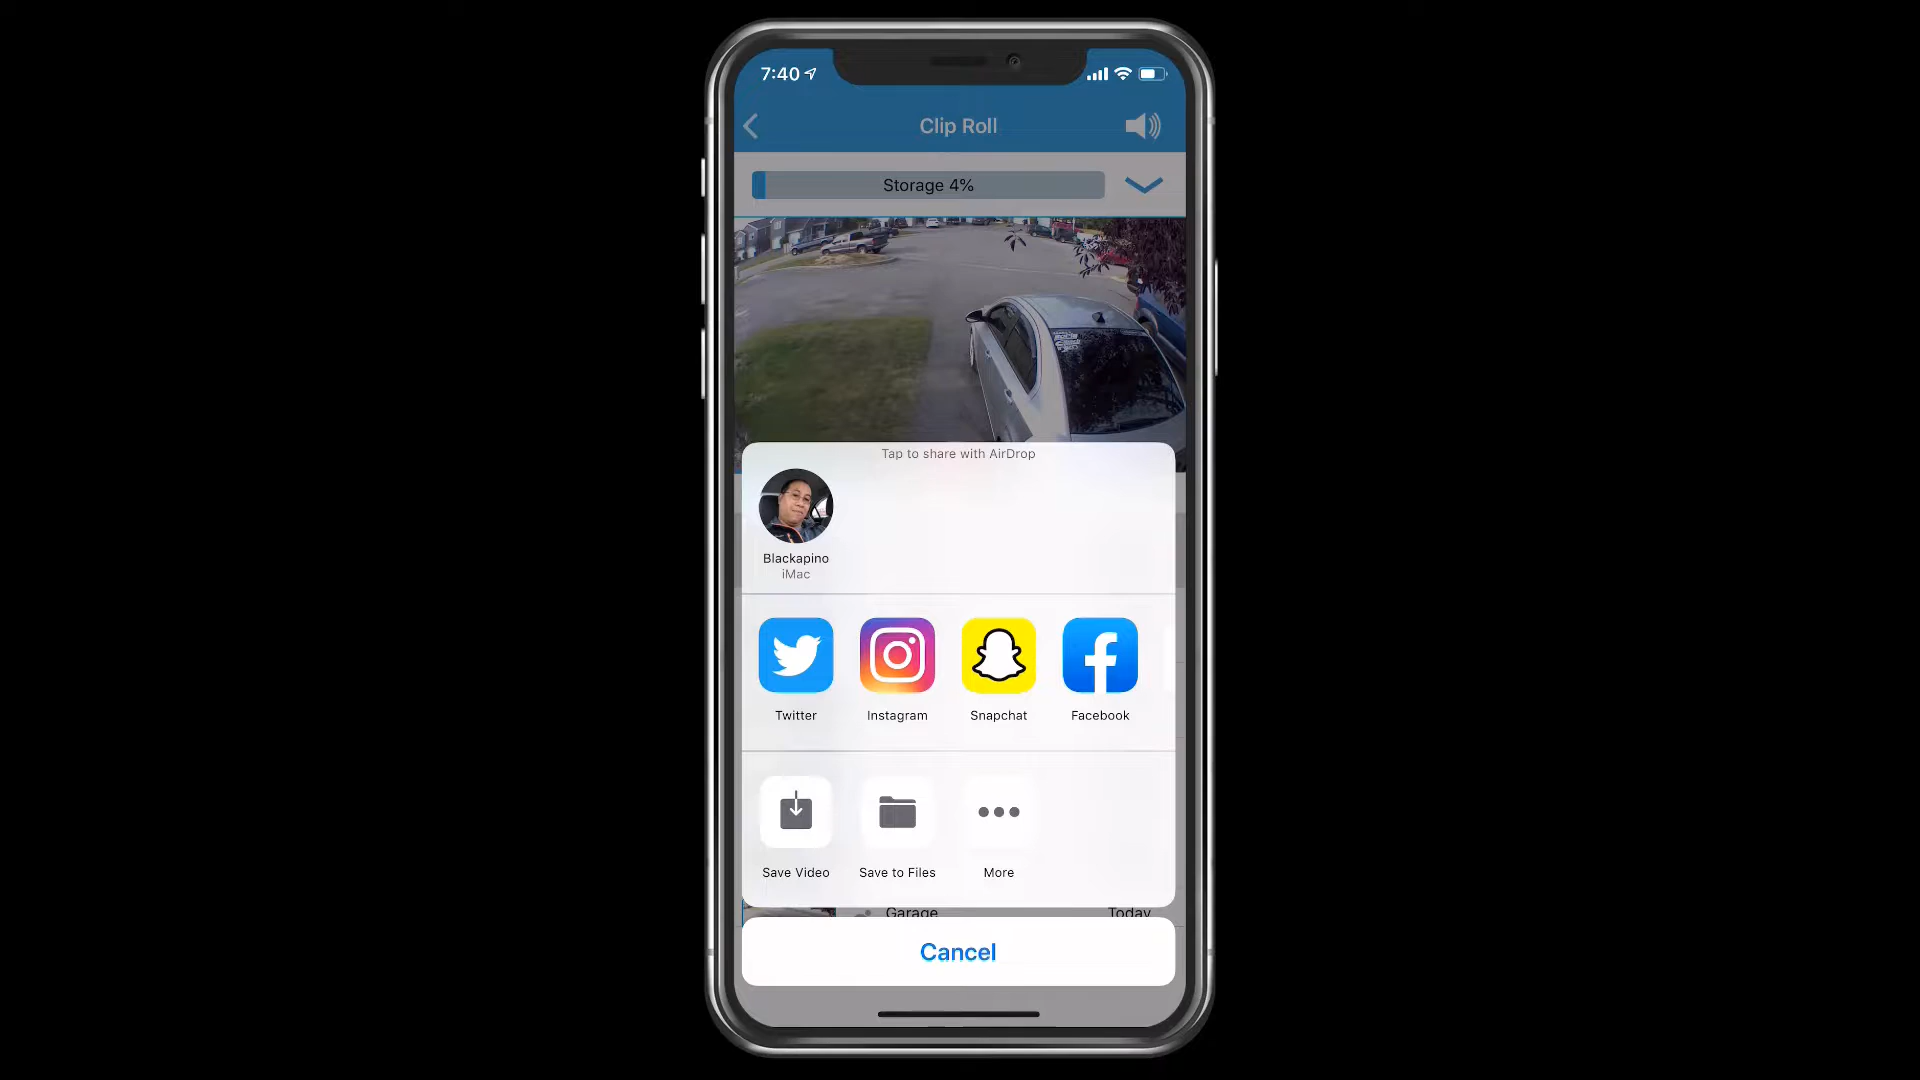 7:40
Clip Roll
Storage 4%
Tap to share with AirDrop
Blackapino
iMac
Twitter
Instagram
Snapchat
Facebook
Save Video
Save to Files
More
Garage
Today
Cancel